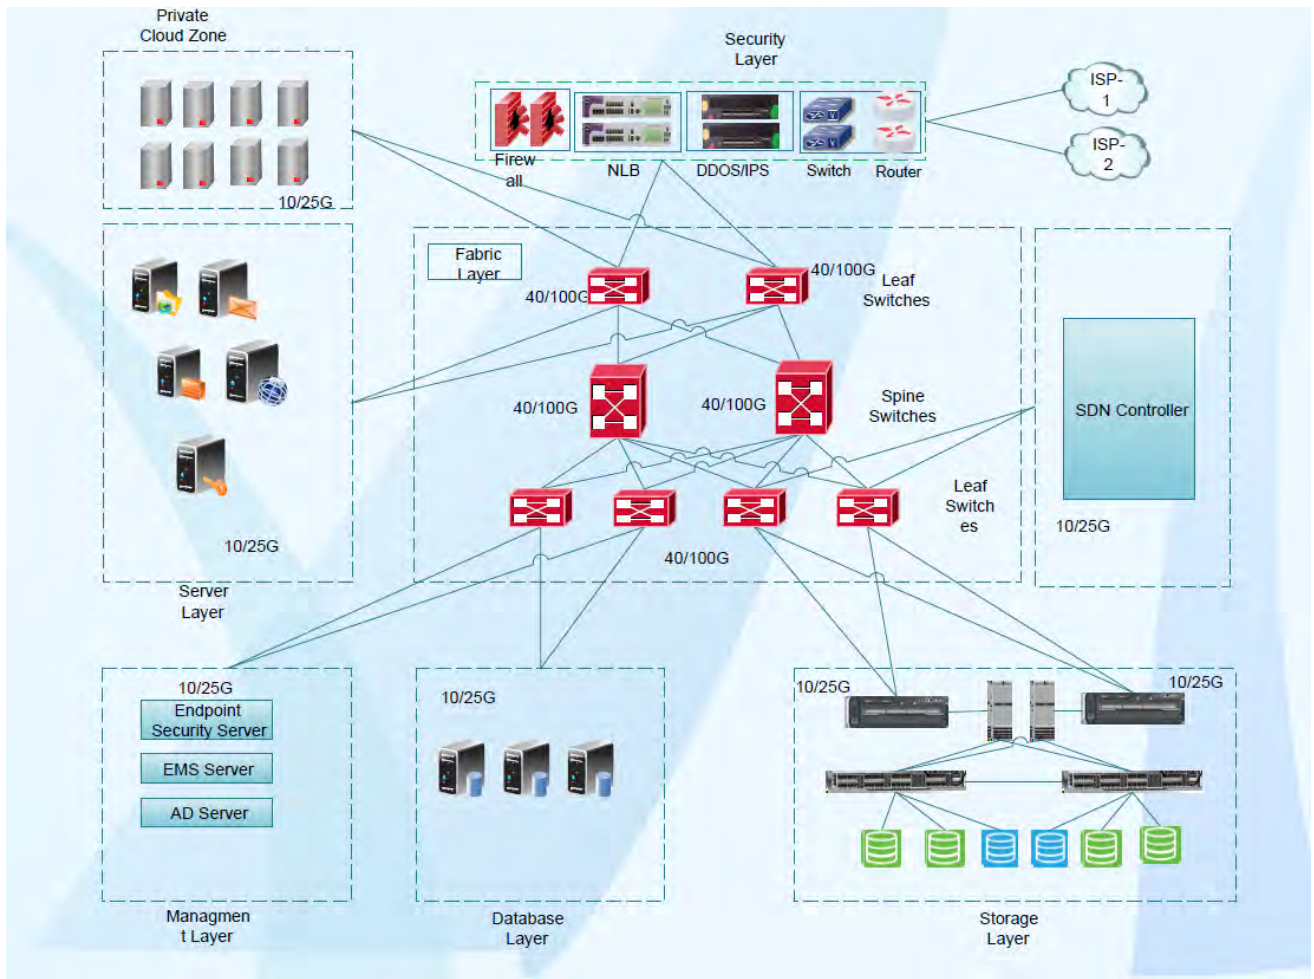 Private
Cloud Zone
10/25G
Security
Layer
Firew
all
NLB
DDOS/IPS
Switch
Router
ISP-
1
ISP-
2
Fabric
Layer
40/100G
40/100G
Leaf
Switches
40/100G
40/100G
Spine
Switches
Leaf
Switch
es
40/100G
SDN Controller
10/25G
10/25G
Server
Layer
10/25G
Endpoint
Security Server
EMS Server
AD Server
Managmen
t Layer
10/25G
Database
Layer
10/25G
10/25G
Storage
Layer